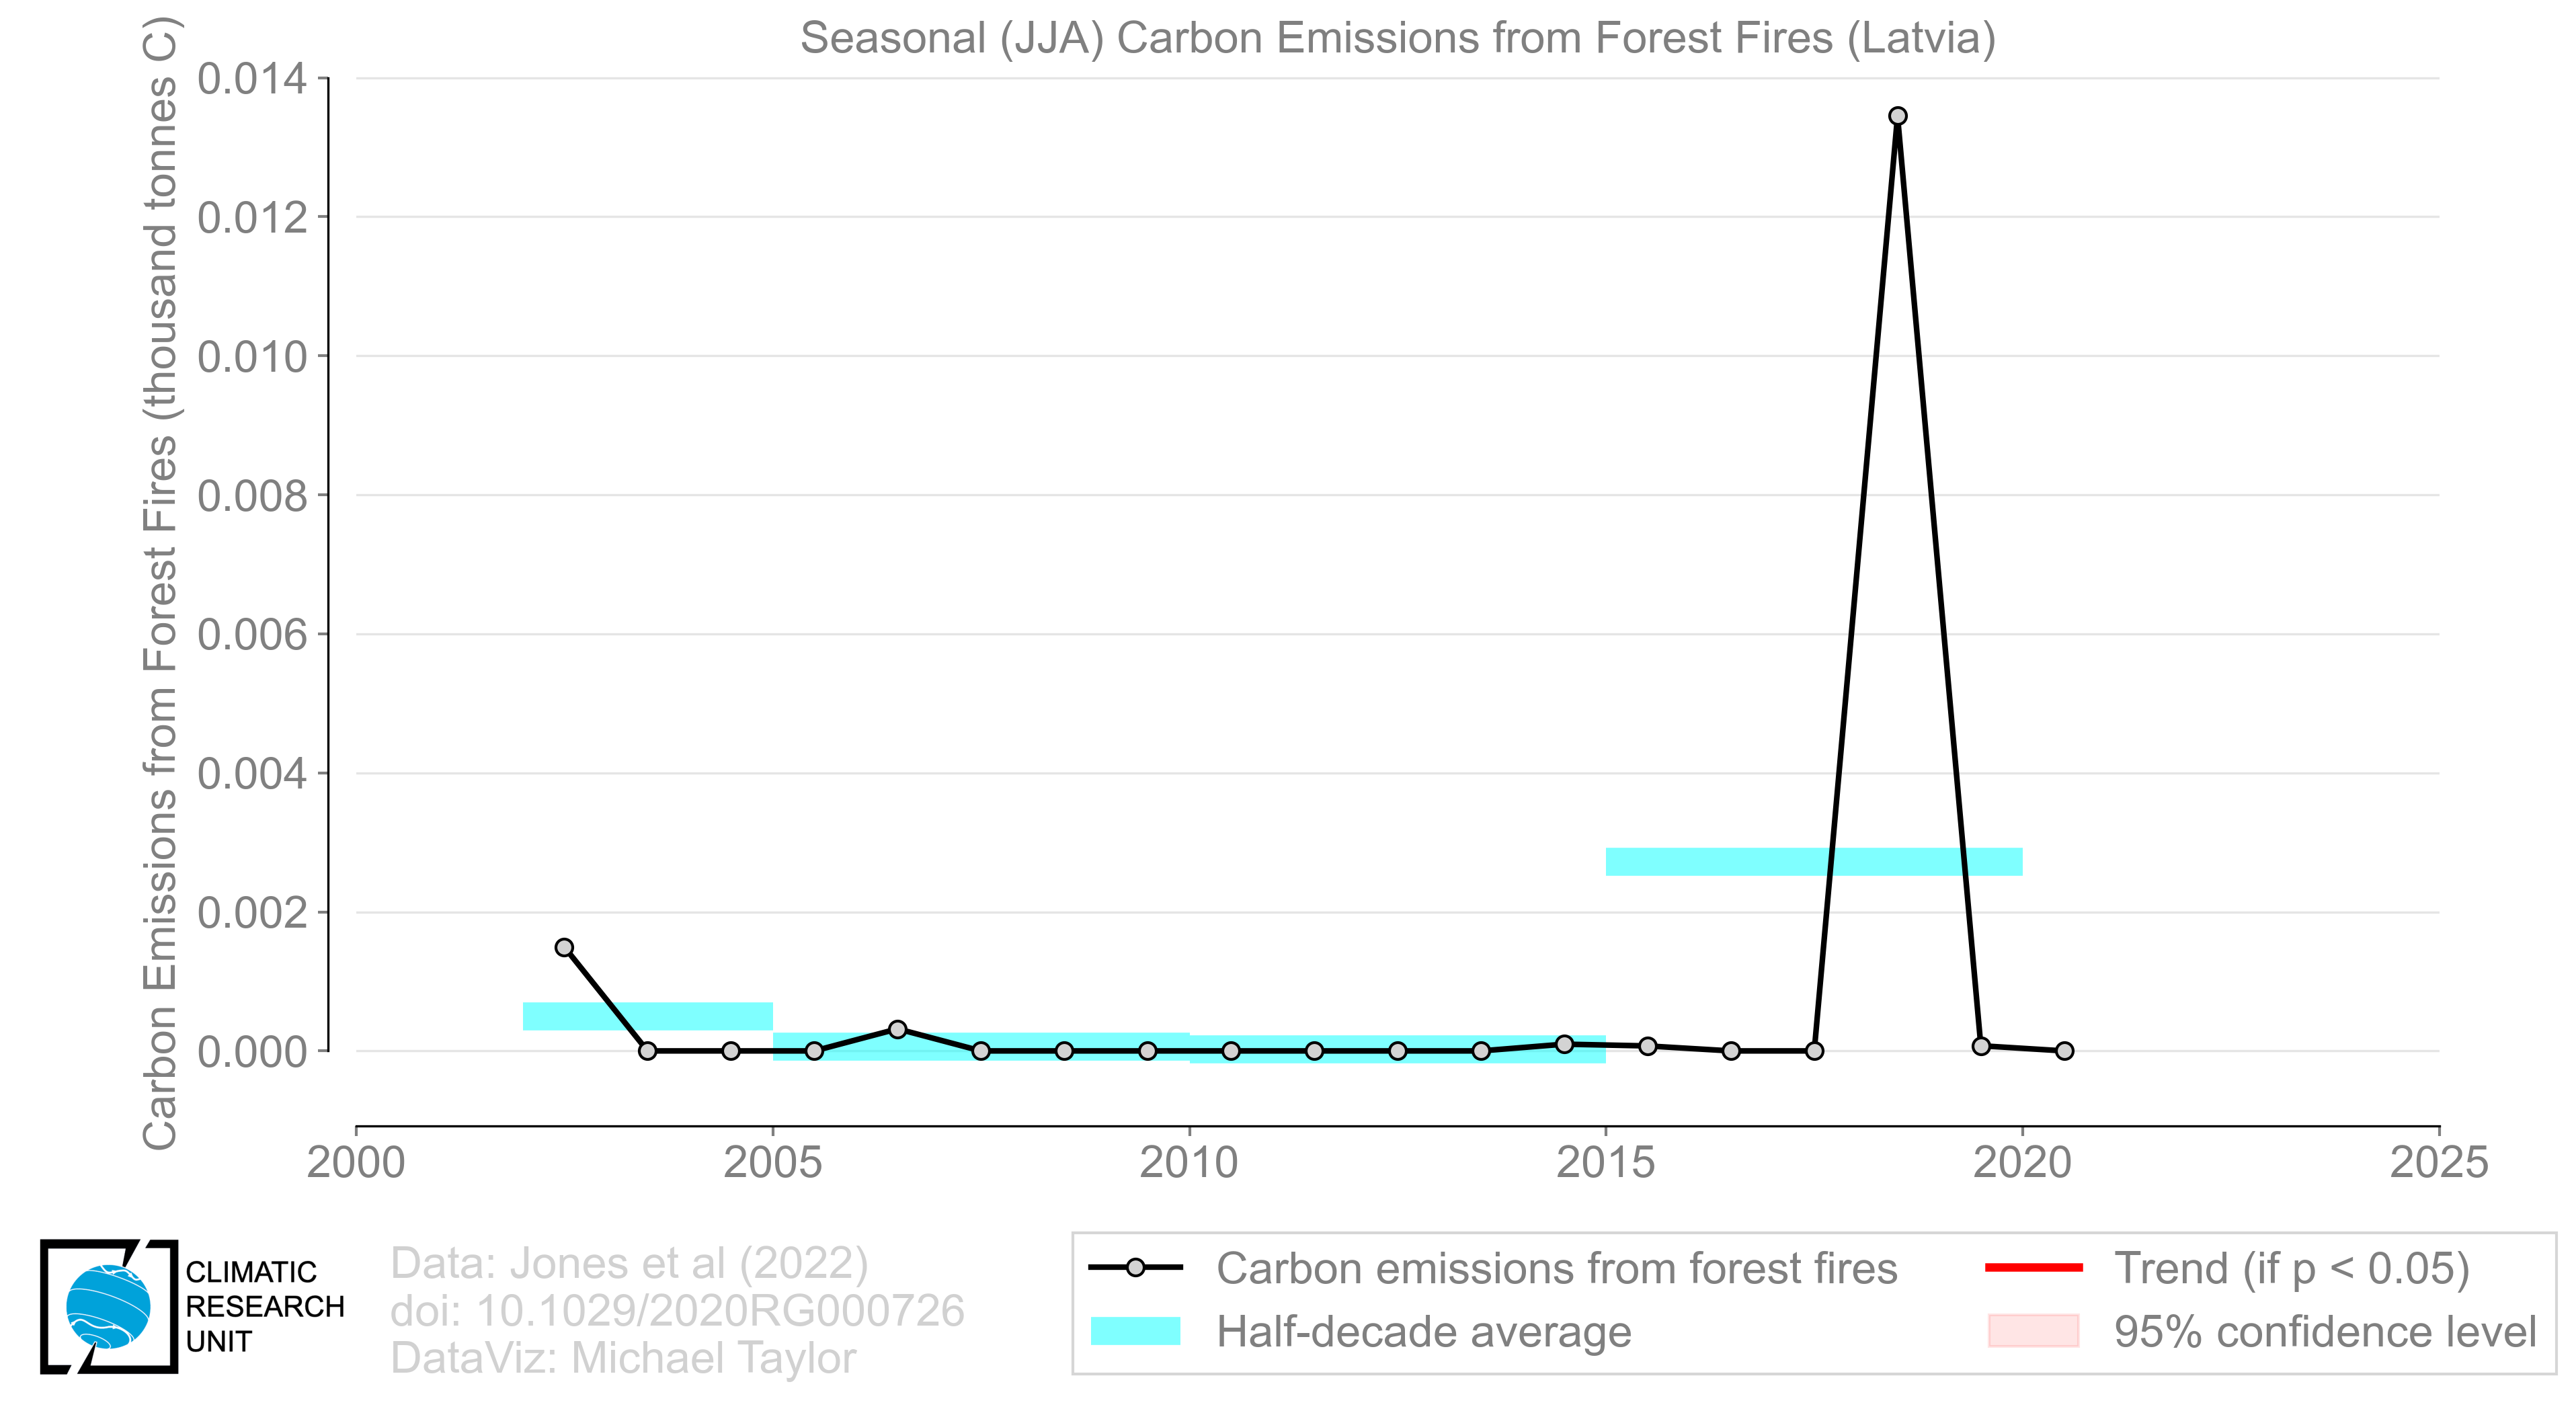 Seasonal (JJA) Carbon Emissions from Forest Fires (Latvia)
Carbon Emissions from Forest Fires (thousand tonnes C)
0.014
0.012
0.010
0.008
0.006
0.004
0.002
0.000
2000 2005 2010 2015 2020 2025
CLIMATIC
RESEARCH
UNIT
Data: Jones et al (2022)
doi: 10.1029/2020RG000726
DataViz: Michael Taylor
Carbon emissions from forest fires
Half-decade average
Trend (if p < 0.05)
95% confidence level